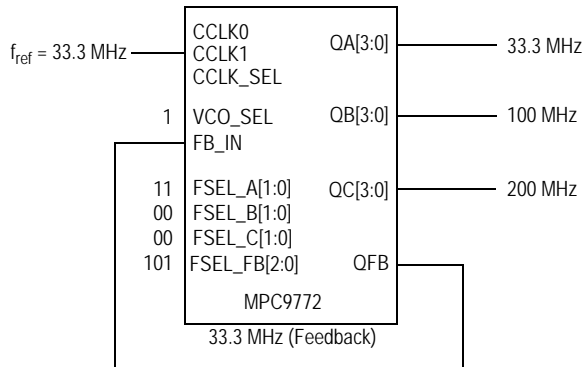 CCLK0
CCLK1
CCLK_SEL
QA[3:0]
33.3 MHz
f_ref = 33.3 MHz
1
VCO_SEL
FB_IN
QB[3:0]
100 MHz
11
FSEL_A[1:0]
QC[3:0]
200 MHz
00
FSEL_B[1:0]
00
FSEL_C[1:0]
101
FSEL_FB[2:0]
QFB
MPC9772
33.3 MHz (Feedback)